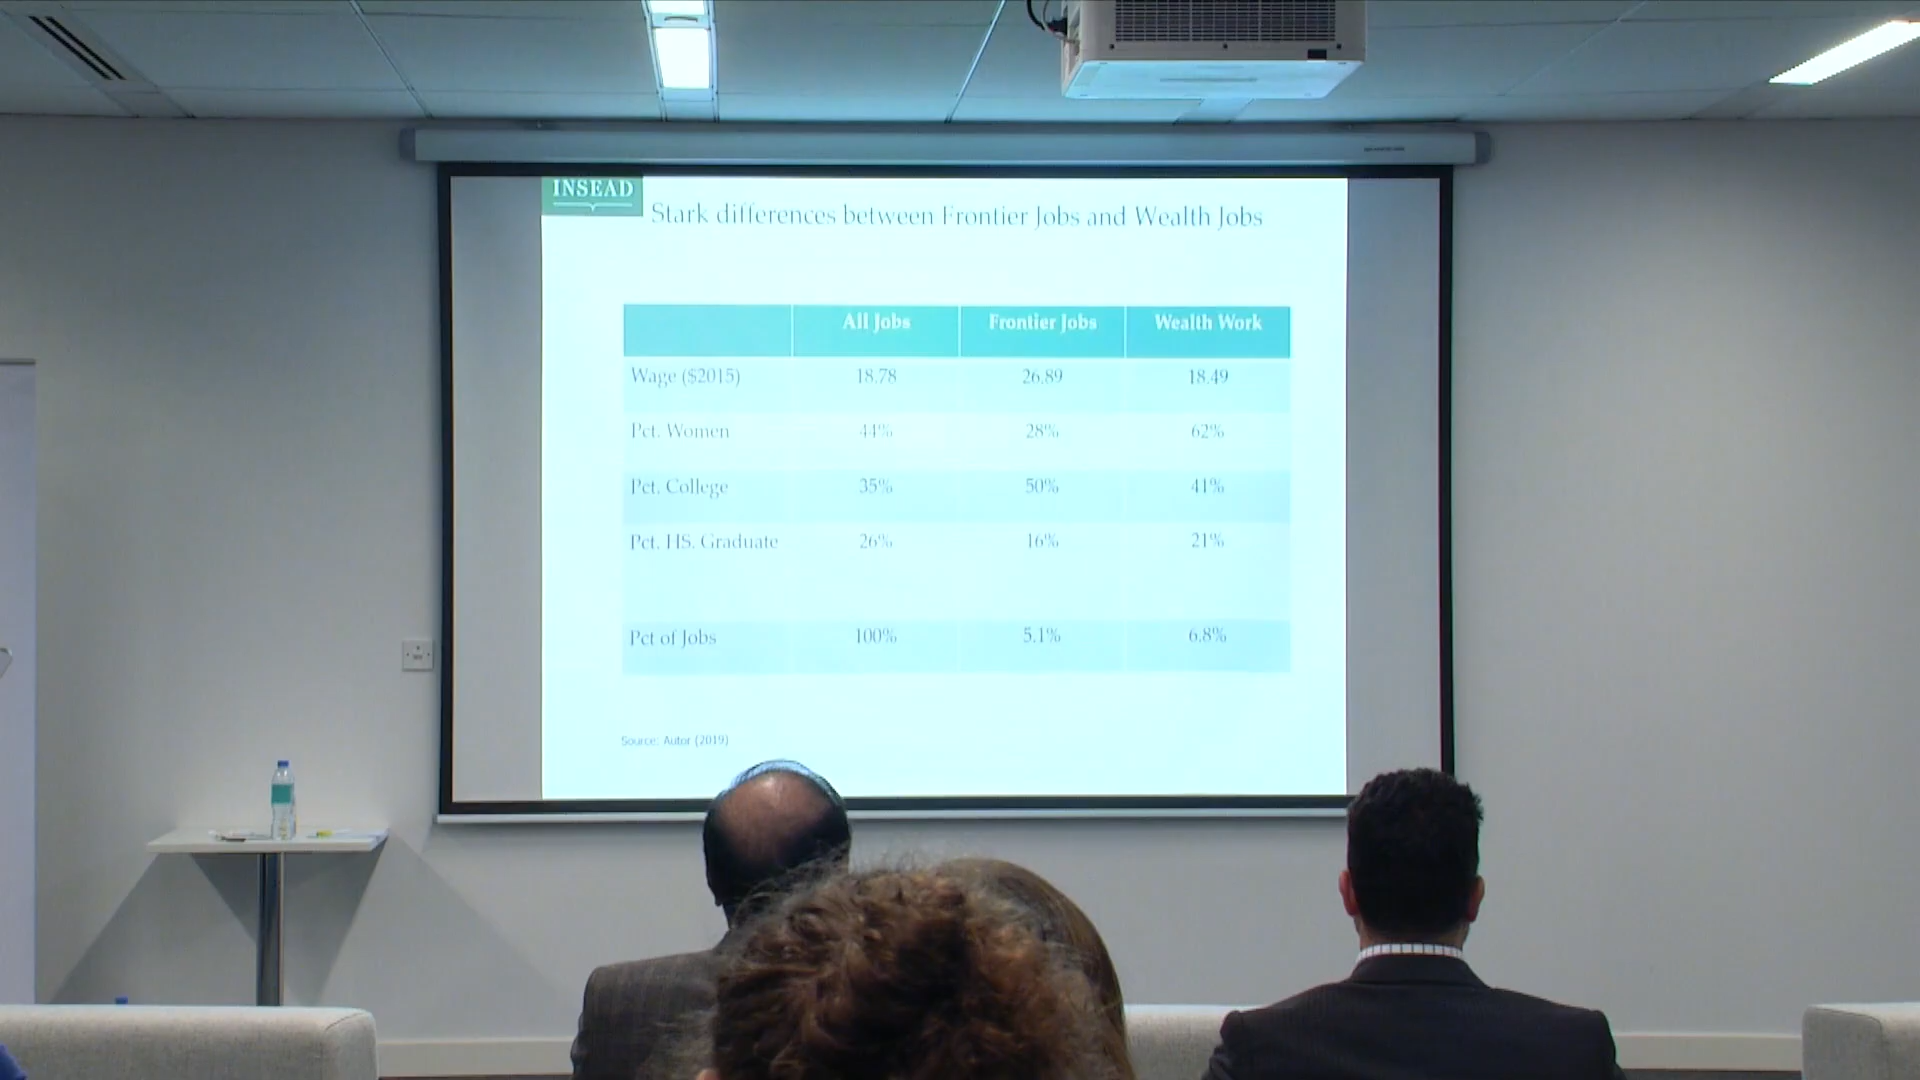 INSEAD
Stark differences between Frontier Jobs and Wealth Jobs
All Jobs Frontier Jobs Wealth Work
Wage ($2015) 18.78 26.89 18.49
Pct. Women 44% 28% 62%
Pct. College 35% 50% 41%
Pct. HS. Graduate 26% 16% 21%
Pct of Jobs 100% 5.1% 6.8%
Source: Autor (2019)